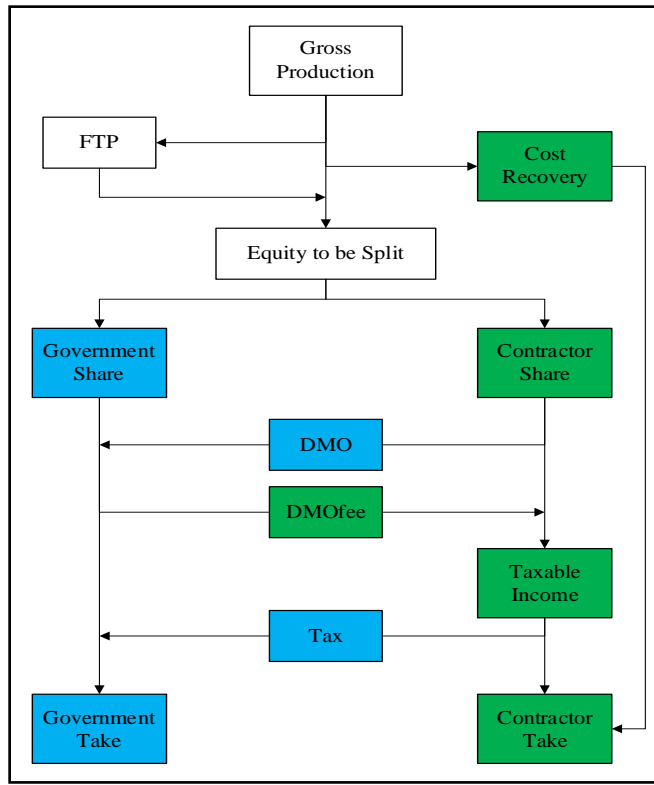 Gross
Production
FTP
Cost
Recovery
Equity to be Split
Government
Share
Contractor
Share
DMO
DMOfee
Taxable
Income
Tax
Government
Take
Contractor
Take